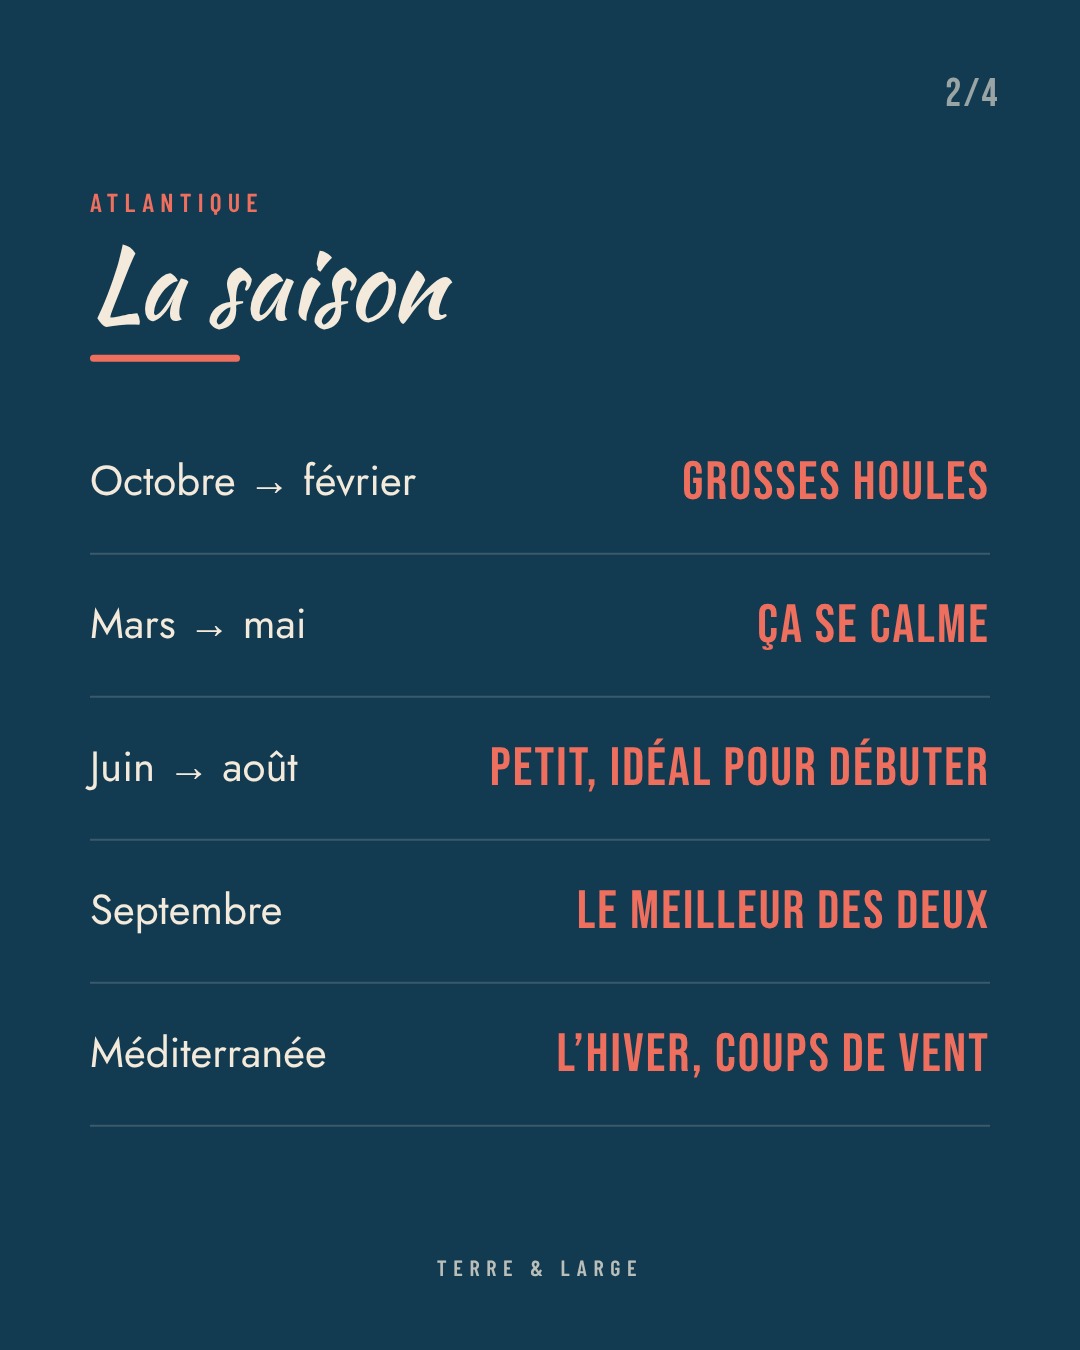 2/4
ATLANTIQUE
La saison
Octobre → février GROSSES HOULES
Mars → mai ÇA SE CALME
Juin → août PETIT, IDÉAL POUR DÉBUTER
Septembre LE MEILLEUR DES DEUX
Méditerranée L’HIVER, COUPS DE VENT
TERRE & LARGE